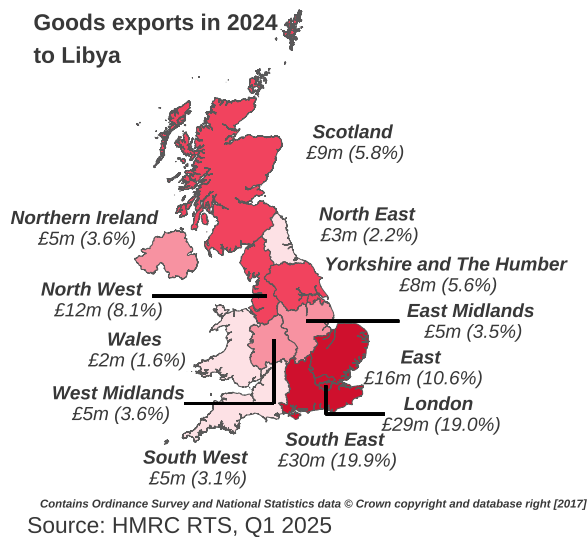 Goods exports in 2024
to Libya
Scotland
£9m (5.8%)
Northern Ireland
£5m (3.6%)
North East
£3m (2.2%)
Yorkshire and The Humber
£8m (5.6%)
North West
£12m (8.1%)
East Midlands
£5m (3.5%)
Wales
£2m (1.6%)
East
£16m (10.6%)
West Midlands
£5m (3.6%)
London
£29m (19.0%)
South East
£30m (19.9%)
South West
£5m (3.1%)
Contains Ordinance Survey and National Statistics data © Crown copyright and database right [2017]
Source: HMRC RTS, Q1 2025